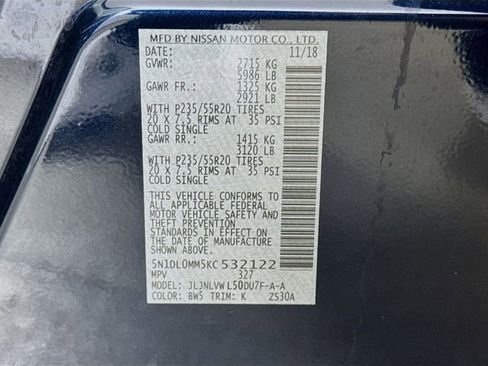 MFD BY NISSAN MOTOR CO., LTD.
DATE: 11/18
GVWR: 2715 KG
5986 LB
GAWR FR.: 1325 KG
2921 LB
WITH P235/55R20 TIRES
20 X 7.5 RIMS AT 35 PSI
COLD SINGLE
GAWR RR.: 1415 KG
3120 LB
WITH P235/55R20 TIRES
20 X 7.5 RIMS AT 35 PSI
COLD SINGLE
THIS VEHICLE CONFORMS TO
ALL APPLICABLE FEDERAL
MOTOR VEHICLE SAFETY AND
THEFT PREVENTION
STANDARDS IN EFFECT ON
THE DATE OF MANUFACTURE
SHOWN ABOVE.
5N1DL0MM5KC 532122
MPV 327
MODEL: JLJNLVW L50DU7F-A-A
COLOR: BW5 TRIM: K ZS30A